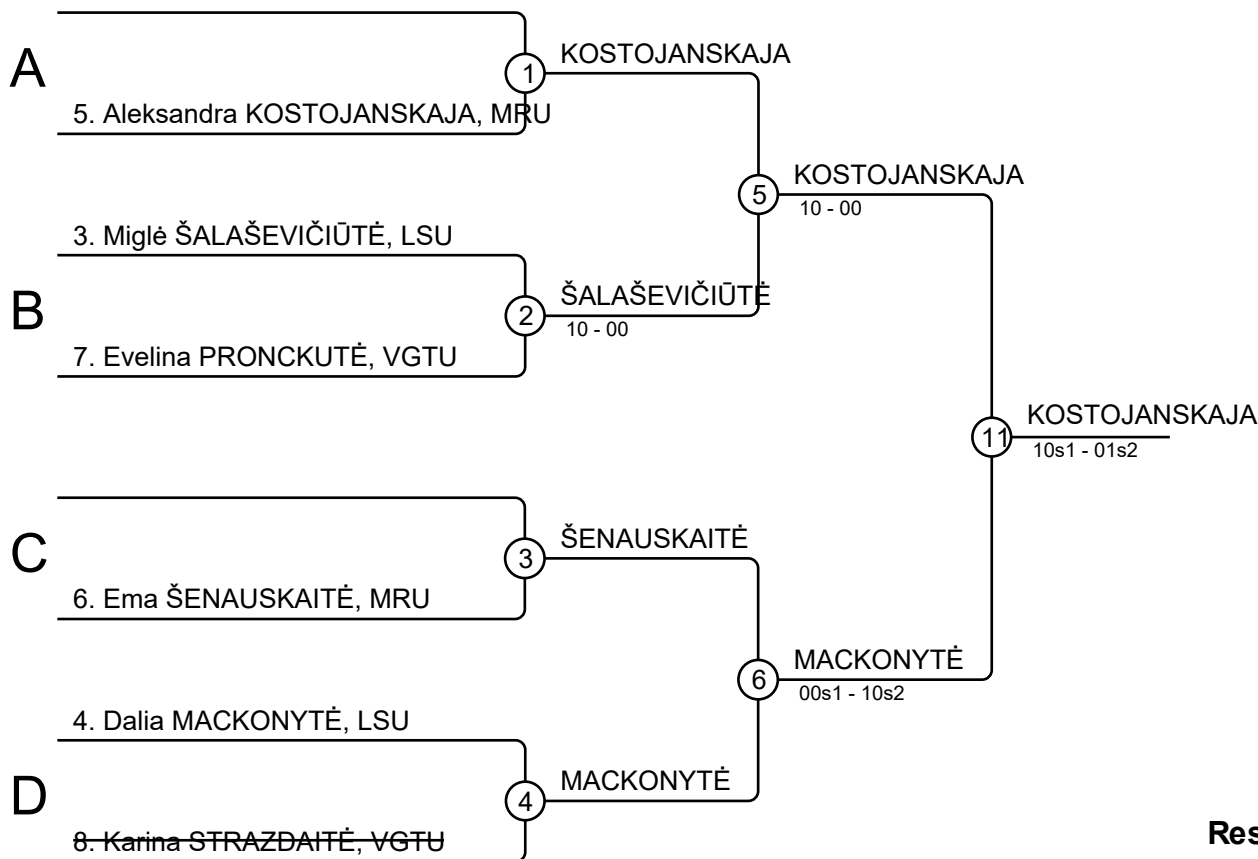 A
1
KOSTOJANSKAJA
5. Aleksandra KOSTOJANSKAJA, MRU
5
KOSTOJANSKAJA
10 - 00
3. Miglė ŠALAŠEVIČIŪTĖ, LSU
B
2
ŠALAŠEVIČIŪTĖ
10 - 00
7. Evelina PRONCKUTĖ, VGTU
11
KOSTOJANSKAJA
10s1 - 01s2
C
3
ŠENAUSKAITĖ
6. Ema ŠENAUSKAITĖ, MRU
6
MACKONYTĖ
00s1 - 10s2
4. Dalia MACKONYTĖ, LSU
D
4
MACKONYTĖ
8. Karina STRAZDAITĖ, VGTU
Res